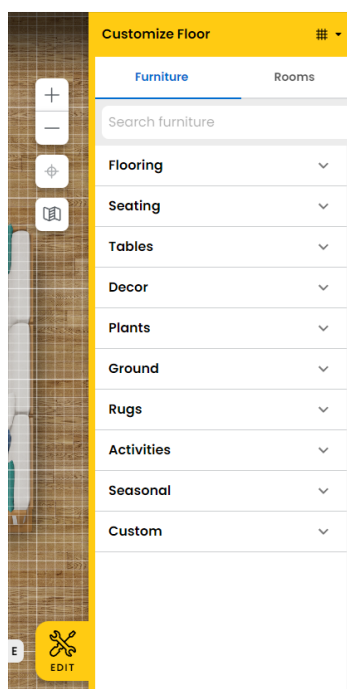 Customize Floor
Furniture Rooms
Search furniture
Flooring
Seating
Tables
Decor
Plants
Ground
Rugs
Activities
Seasonal
Custom
E
EDIT